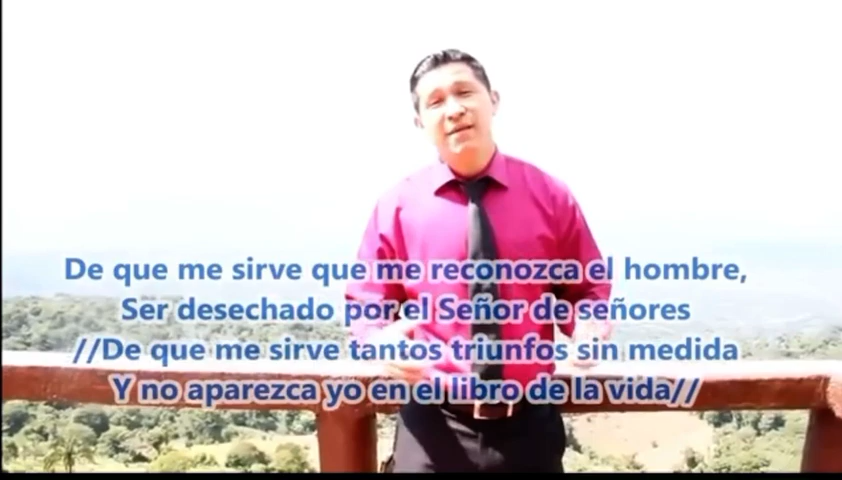 De que me sirve que me reconozca el hombre,
Ser desechado por el Señor de señores
//De que me sirve tantos triunfos sin medida
Y no aparezca yo en el libro de la vida//